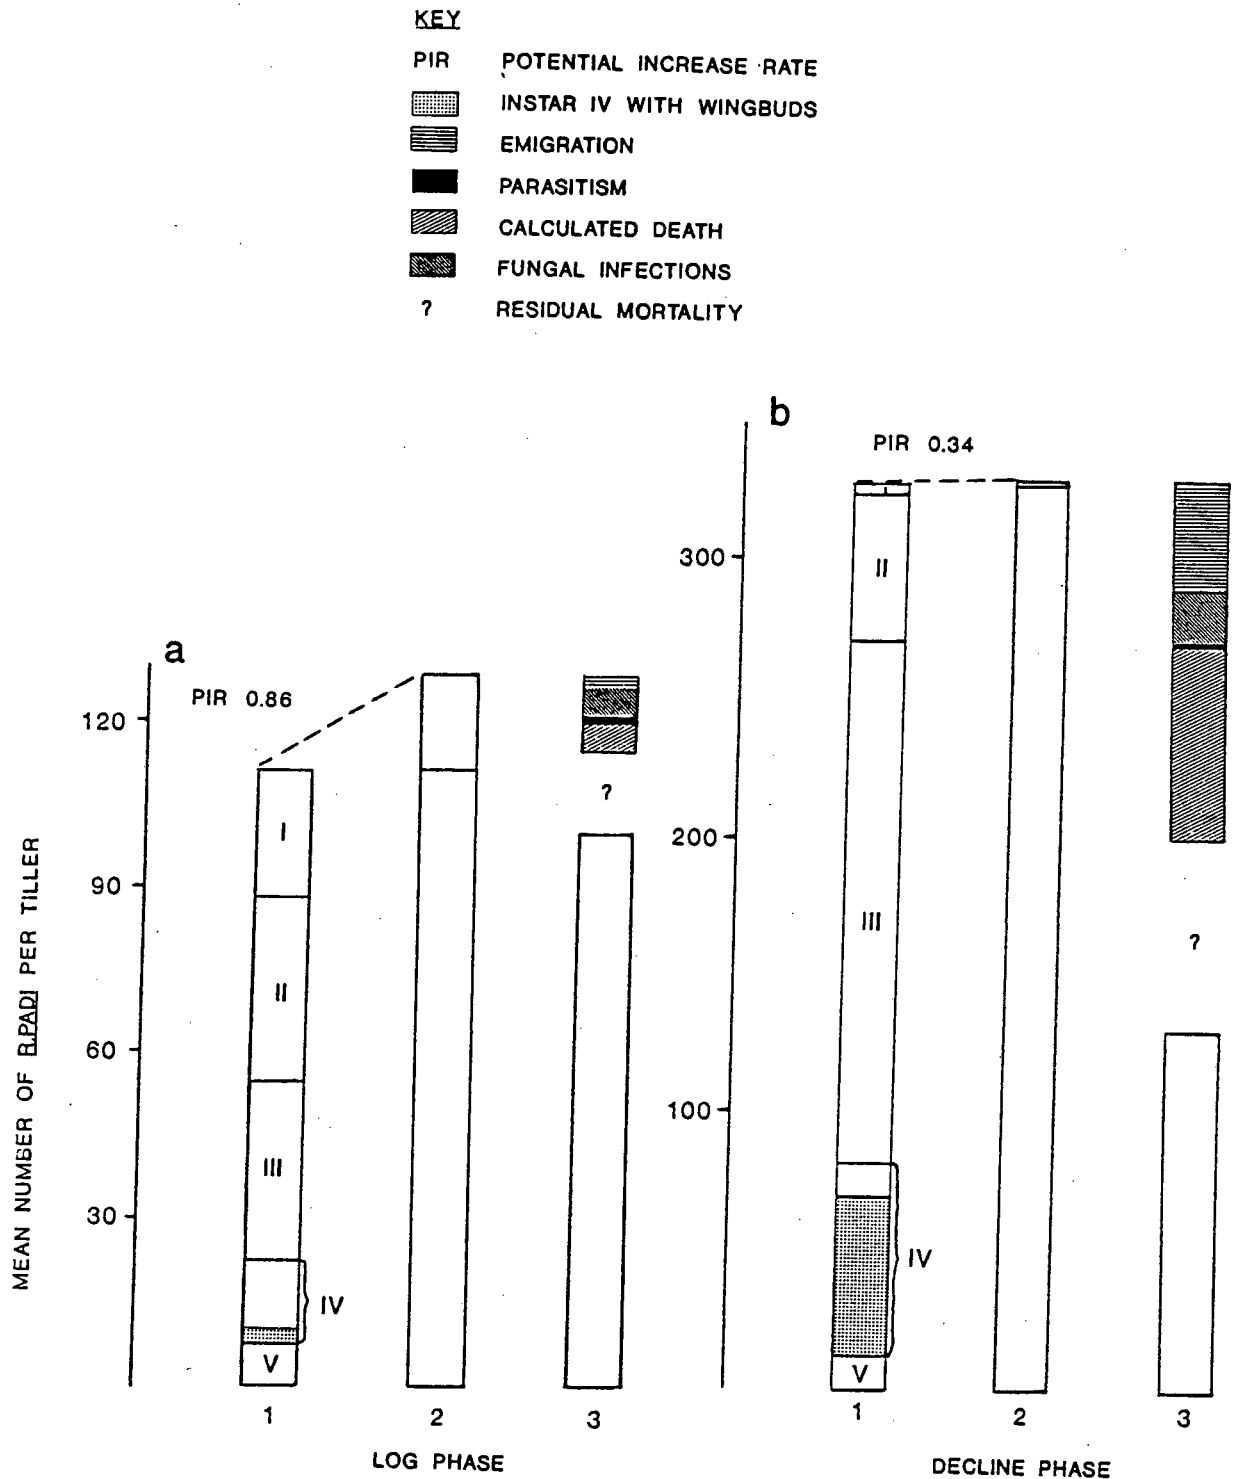 KEY
PIR POTENTIAL INCREASE RATE
INSTAR IV WITH WINGBUDS
EMIGRATION
PARASITISM
CALCULATED DEATH
FUNGAL INFECTIONS
? RESIDUAL MORTALITY
MEAN NUMBER OF R.PADI PER TILLER
a
PIR 0.86
120
90
60
30
I
II
III
IV
V
?
1 2 3
LOG PHASE
b
PIR 0.34
300
200
100
I
II
III
IV
V
?
1 2 3
DECLINE PHASE